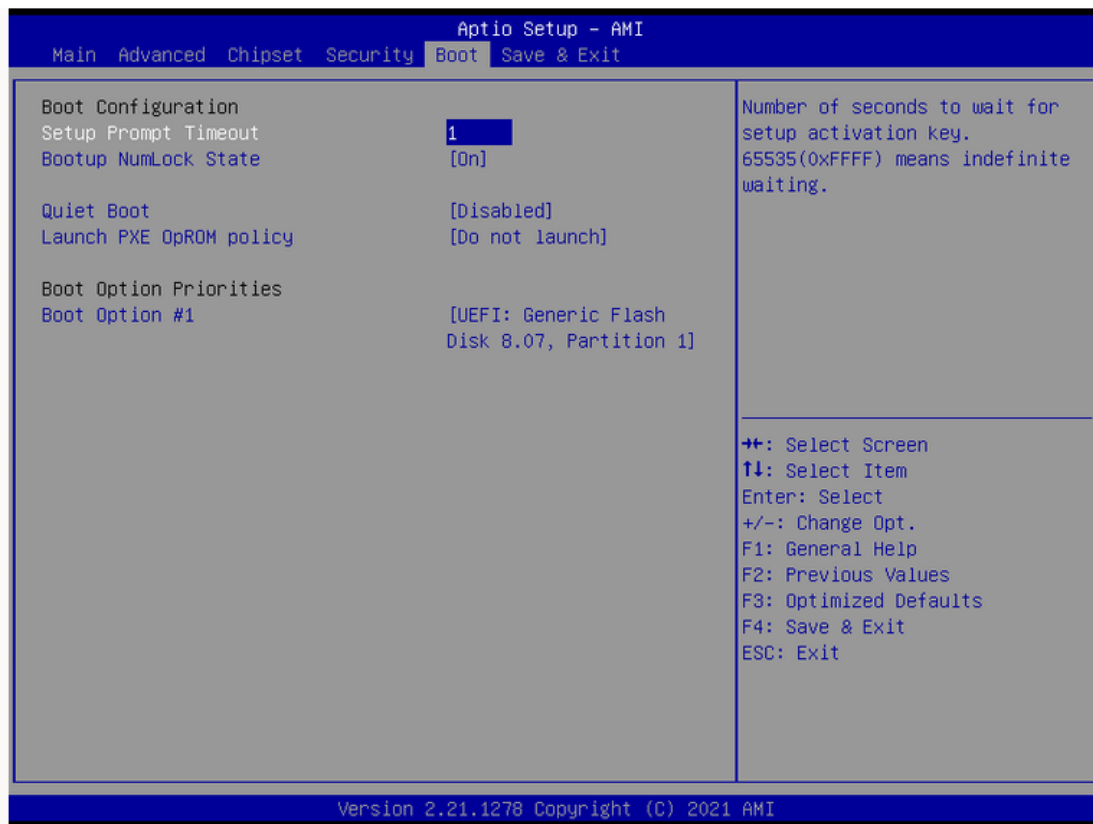 Aptio Setup – AMI
Main Advanced Chipset Security Boot Save & Exit
Boot Configuration
Setup Prompt Timeout 1
Bootup NumLock State [On]
Quiet Boot [Disabled]
Launch PXE OpROM policy [Do not launch]
Boot Option Priorities
Boot Option #1 [UEFI: Generic Flash
Disk 8.07, Partition 1]
Number of seconds to wait for
setup activation key.
65535(0xFFFF) means indefinite
waiting.
→←: Select Screen
↑↓: Select Item
Enter: Select
+/-: Change Opt.
F1: General Help
F2: Previous Values
F3: Optimized Defaults
F4: Save & Exit
ESC: Exit
Version 2.21.1278 Copyright (C) 2021 AMI